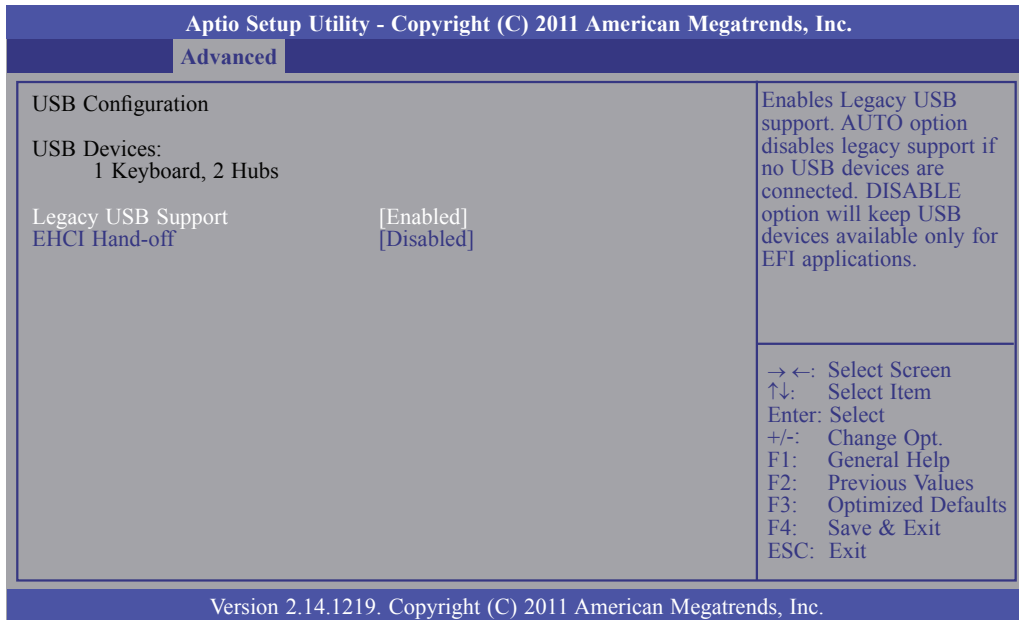 Aptio Setup Utility - Copyright (C) 2011 American Megatrends, Inc.
Advanced
USB Configuration
USB Devices:
1 Keyboard, 2 Hubs
Legacy USB Support [Enabled]
EHCI Hand-off [Disabled]
Enables Legacy USB
support. AUTO option
disables legacy support if
no USB devices are
connected. DISABLE
option will keep USB
devices available only for
EFI applications.
→ ←: Select Screen
↑↓: Select Item
Enter: Select
+/-: Change Opt.
F1: General Help
F2: Previous Values
F3: Optimized Defaults
F4: Save & Exit
ESC: Exit
Version 2.14.1219. Copyright (C) 2011 American Megatrends, Inc.